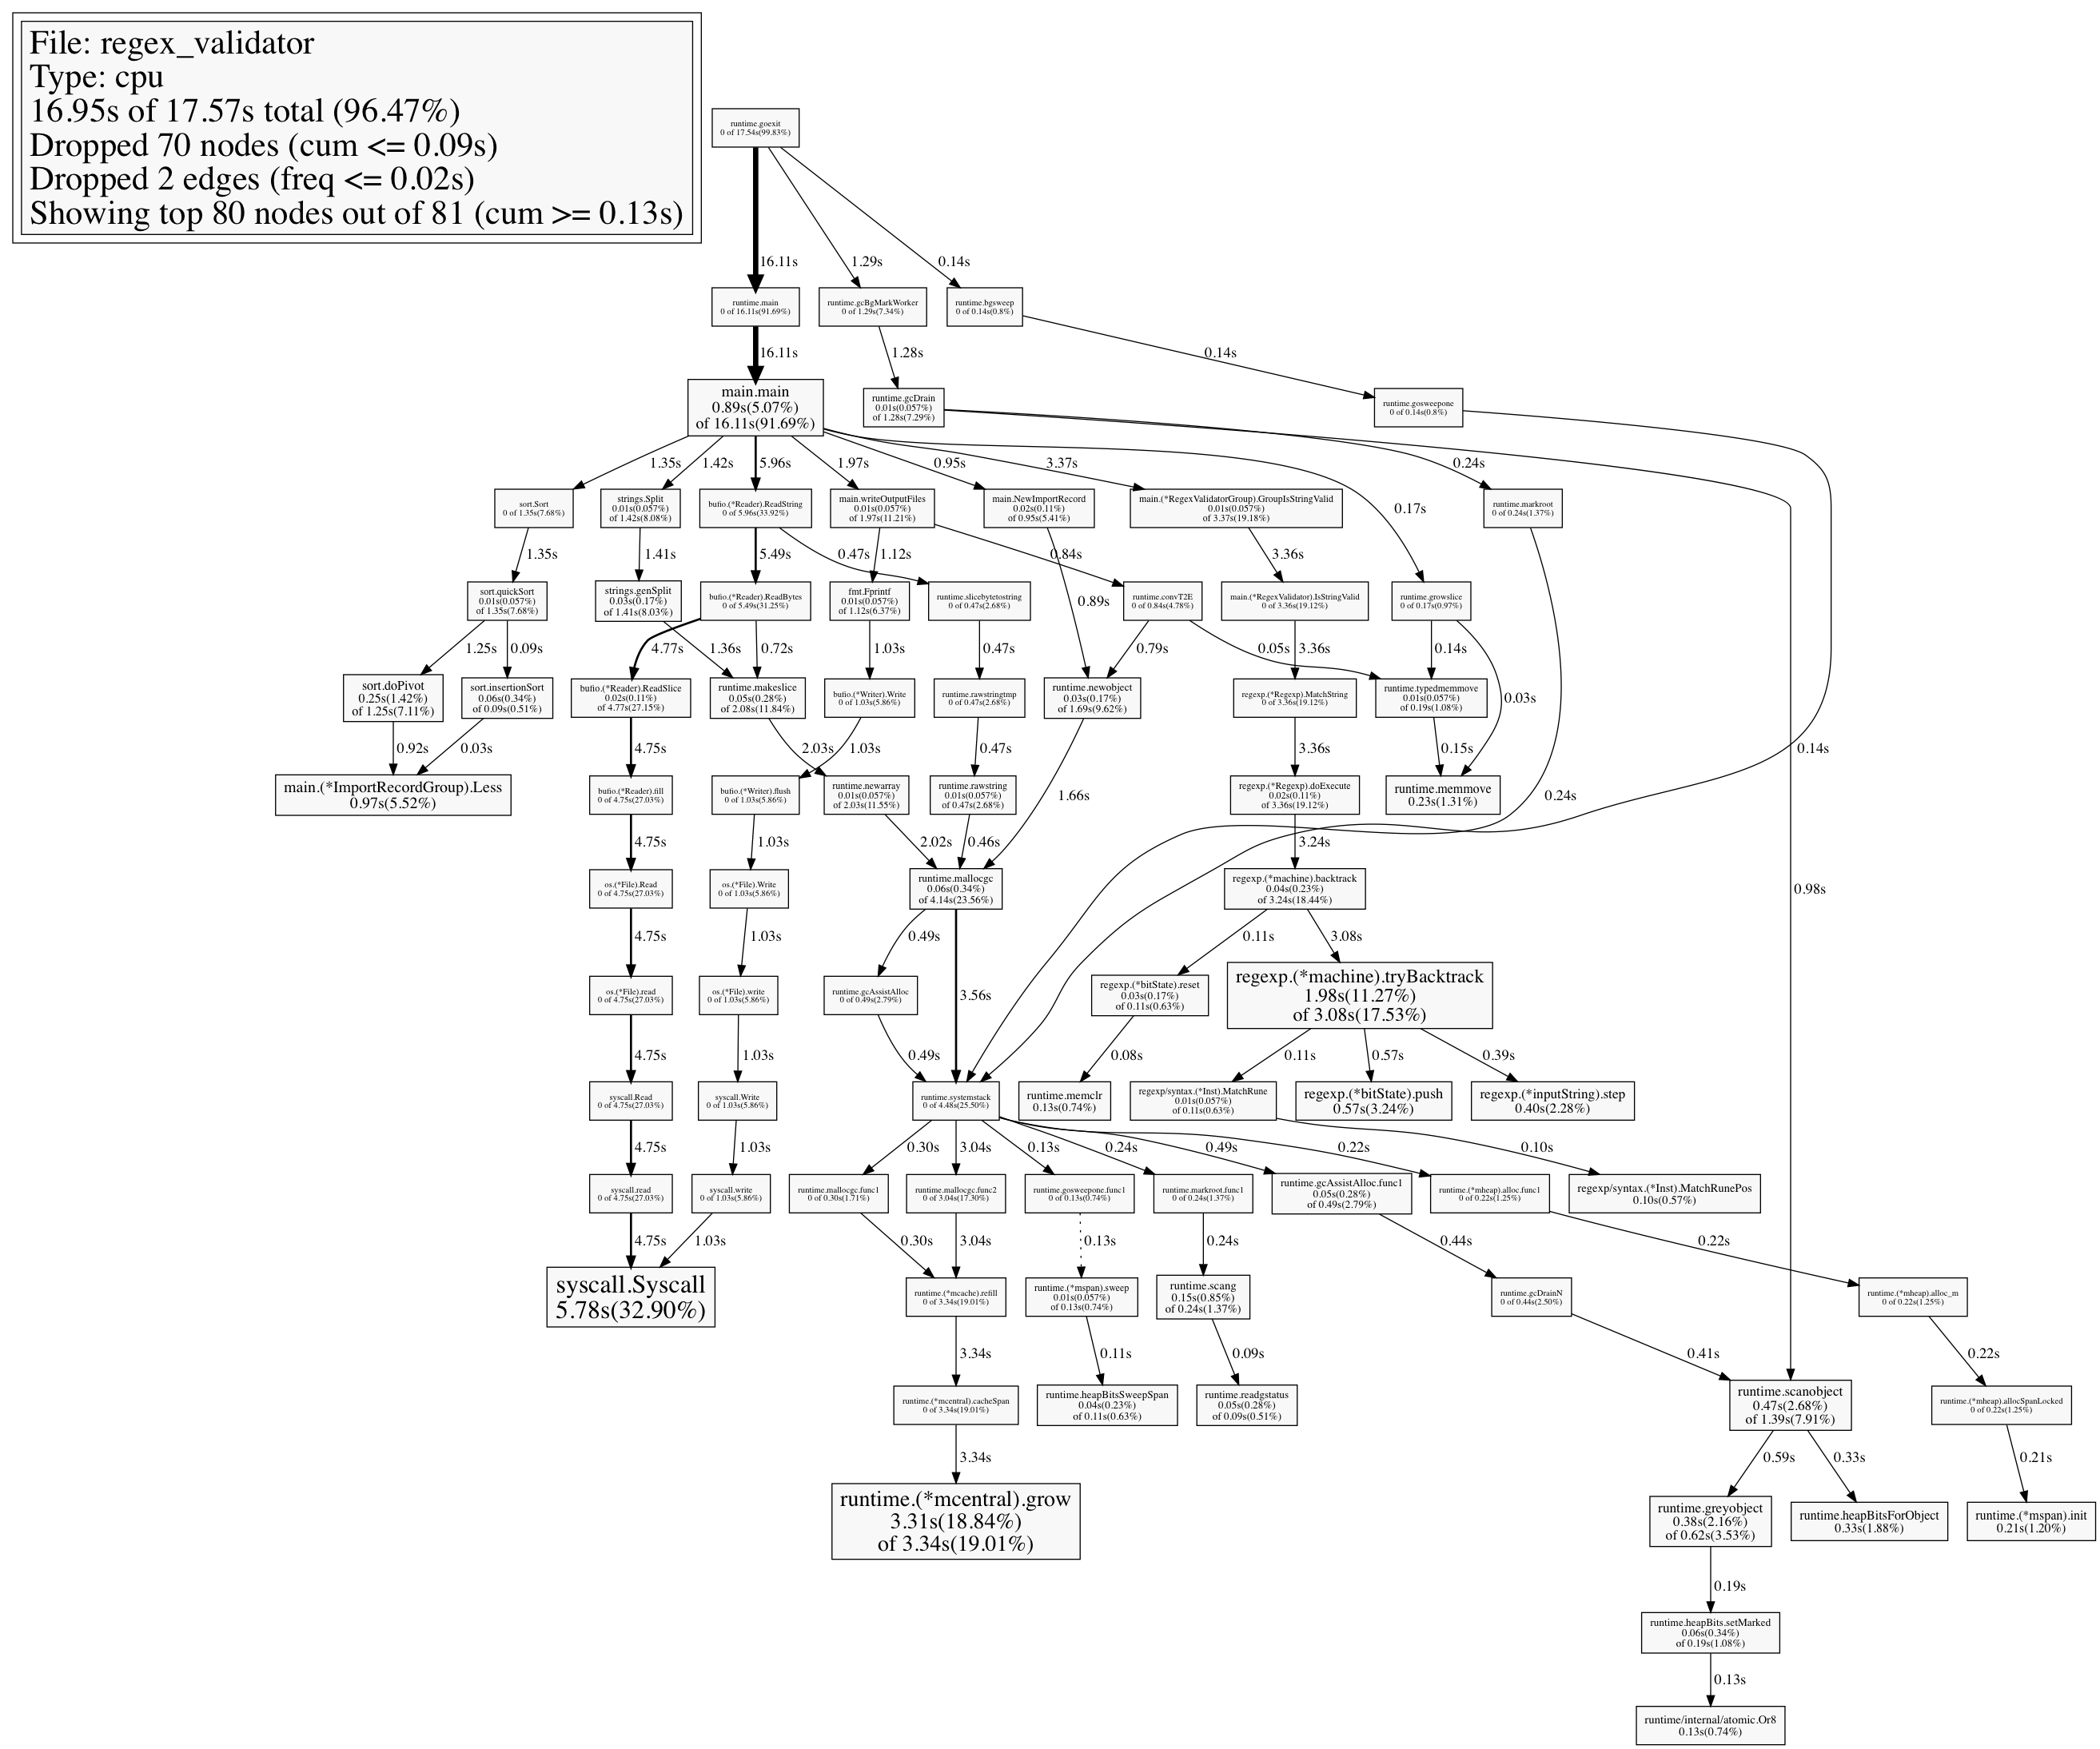 File: regex_validator
Type: cpu
16.95s of 17.57s total (96.47%)
Dropped 70 nodes (cum <= 0.09s)
Dropped 2 edges (freq <= 0.02s)
Showing top 80 nodes out of 81 (cum >= 0.13s)
runtime.goexit
0 of 17.54s(99.83%)
16.11s
1.29s
0.14s
runtime.main
0 of 16.11s(91.69%)
runtime.gcBgMarkWorker
0 of 1.29s(7.34%)
runtime.bgsweep
0 of 0.14s(0.8%)
16.11s
1.28s
0.14s
main.main
0.89s(5.07%)
of 16.11s(91.69%)
runtime.gcDrain
0.01s(0.057%)
of 1.28s(7.29%)
runtime.gosweepone
0 of 0.14s(0.8%)
1.35s
1.42s
5.96s
1.97s
0.95s
3.37s
0.17s
0.24s
sort.Sort
0 of 1.35s(7.68%)
strings.Split
0.01s(0.057%)
of 1.42s(8.08%)
bufio.(*Reader).ReadString
0 of 5.96s(33.92%)
main.writeOutputFiles
0.01s(0.057%)
of 1.97s(11.21%)
main.NewImportRecord
0.02s(0.11%)
of 0.95s(5.41%)
main.(*RegexValidatorGroup).GroupIsStringValid
0.01s(0.057%)
of 3.37s(19.18%)
runtime.markroot
0 of 0.24s(1.37%)
1.35s
1.41s
5.49s
0.47s
1.12s
0.84s
0.89s
3.36s
sort.quickSort
0.01s(0.057%)
of 1.35s(7.68%)
strings.genSplit
0.03s(0.17%)
of 1.41s(8.03%)
bufio.(*Reader).ReadBytes
0 of 5.49s(31.25%)
fmt.Fprintf
0.01s(0.057%)
of 1.12s(6.37%)
runtime.slicebytetostring
0 of 0.47s(2.68%)
runtime.convT2E
0 of 0.84s(4.78%)
main.(*RegexValidator).IsStringValid
0 of 3.36s(19.12%)
runtime.growslice
0 of 0.17s(0.97%)
1.25s
0.09s
4.77s
1.36s
0.72s
1.03s
0.47s
0.79s
0.05s
3.36s
0.14s
0.03s
sort.doPivot
0.25s(1.42%)
of 1.25s(7.11%)
sort.insertionSort
0.06s(0.34%)
of 0.09s(0.51%)
bufio.(*Reader).ReadSlice
0.02s(0.11%)
of 4.77s(27.15%)
runtime.makeslice
0.05s(0.28%)
of 2.08s(11.84%)
bufio.(*Writer).Write
0 of 1.03s(5.86%)
runtime.rawstringtmp
0 of 0.47s(2.68%)
runtime.newobject
0.03s(0.17%)
of 1.69s(9.62%)
regexp.(*Regexp).MatchString
0 of 3.36s(19.12%)
runtime.typedmemmove
0.01s(0.057%)
of 0.19s(1.08%)
0.92s
0.03s
4.75s
2.03s
1.03s
0.47s
3.36s
0.15s
0.14s
main.(*ImportRecordGroup).Less
0.97s(5.52%)
bufio.(*Reader).fill
0 of 4.75s(27.03%)
bufio.(*Writer).flush
0 of 1.03s(5.86%)
runtime.newarray
0.01s(0.057%)
of 2.03s(11.55%)
runtime.rawstring
0.01s(0.057%)
of 0.47s(2.68%)
1.66s
regexp.(*Regexp).doExecute
0.02s(0.11%)
of 3.36s(19.12%)
runtime.memmove
0.23s(1.31%)
0.24s
4.75s
1.03s
2.02s
0.46s
3.24s
os.(*File).Read
0 of 4.75s(27.03%)
os.(*File).Write
0 of 1.03s(5.86%)
runtime.mallocgc
0.06s(0.34%)
of 4.14s(23.56%)
regexp.(*machine).backtrack
0.04s(0.23%)
of 3.24s(18.44%)
0.98s
4.75s
1.03s
0.49s
0.11s
3.08s
os.(*File).read
0 of 4.75s(27.03%)
os.(*File).write
0 of 1.03s(5.86%)
runtime.gcAssistAlloc
0 of 0.49s(2.79%)
3.56s
regexp.(*bitState).reset
0.03s(0.17%)
of 0.11s(0.63%)
regexp.(*machine).tryBacktrack
1.98s(11.27%)
of 3.08s(17.53%)
4.75s
1.03s
0.49s
0.08s
0.11s
0.57s
0.39s
syscall.Read
0 of 4.75s(27.03%)
syscall.Write
0 of 1.03s(5.86%)
runtime.systemstack
0 of 4.48s(25.50%)
runtime.memclr
0.13s(0.74%)
regexp/syntax.(*Inst).MatchRune
0.01s(0.057%)
of 0.11s(0.63%)
regexp.(*bitState).push
0.57s(3.24%)
regexp.(*inputString).step
0.40s(2.28%)
4.75s
1.03s
0.30s
3.04s
0.13s
0.24s
0.49s
0.22s
0.10s
syscall.read
0 of 4.75s(27.03%)
syscall.write
0 of 1.03s(5.86%)
runtime.mallocgc.func1
0 of 0.30s(1.71%)
runtime.mallocgc.func2
0 of 3.04s(17.30%)
runtime.gosweepone.func1
0 of 0.13s(0.74%)
runtime.markroot.func1
0 of 0.24s(1.37%)
runtime.gcAssistAlloc.func1
0.05s(0.28%)
of 0.49s(2.79%)
runtime.(*mheap).alloc.func1
0 of 0.22s(1.25%)
regexp/syntax.(*Inst).MatchRunePos
0.10s(0.57%)
4.75s
1.03s
0.30s
3.04s
0.13s
0.24s
0.44s
0.22s
syscall.Syscall
5.78s(32.90%)
runtime.(*mcache).refill
0 of 3.34s(19.01%)
runtime.(*mspan).sweep
0.01s(0.057%)
of 0.13s(0.74%)
runtime.scang
0.15s(0.85%)
of 0.24s(1.37%)
runtime.gcDrainN
0 of 0.44s(2.50%)
runtime.(*mheap).alloc_m
0 of 0.22s(1.25%)
3.34s
0.11s
0.09s
0.41s
0.22s
runtime.(*mcentral).cacheSpan
0 of 3.34s(19.01%)
runtime.heapBitsSweepSpan
0.04s(0.23%)
of 0.11s(0.63%)
runtime.readgstatus
0.05s(0.28%)
of 0.09s(0.51%)
runtime.scanobject
0.47s(2.68%)
of 1.39s(7.91%)
runtime.(*mheap).allocSpanLocked
0 of 0.22s(1.25%)
3.34s
0.59s
0.33s
0.21s
runtime.(*mcentral).grow
3.31s(18.84%)
of 3.34s(19.01%)
runtime.greyobject
0.38s(2.16%)
of 0.62s(3.53%)
runtime.heapBitsForObject
0.33s(1.88%)
runtime.(*mspan).init
0.21s(1.20%)
0.19s
runtime.heapBits.setMarked
0.06s(0.34%)
of 0.19s(1.08%)
0.13s
runtime/internal/atomic.Or8
0.13s(0.74%)